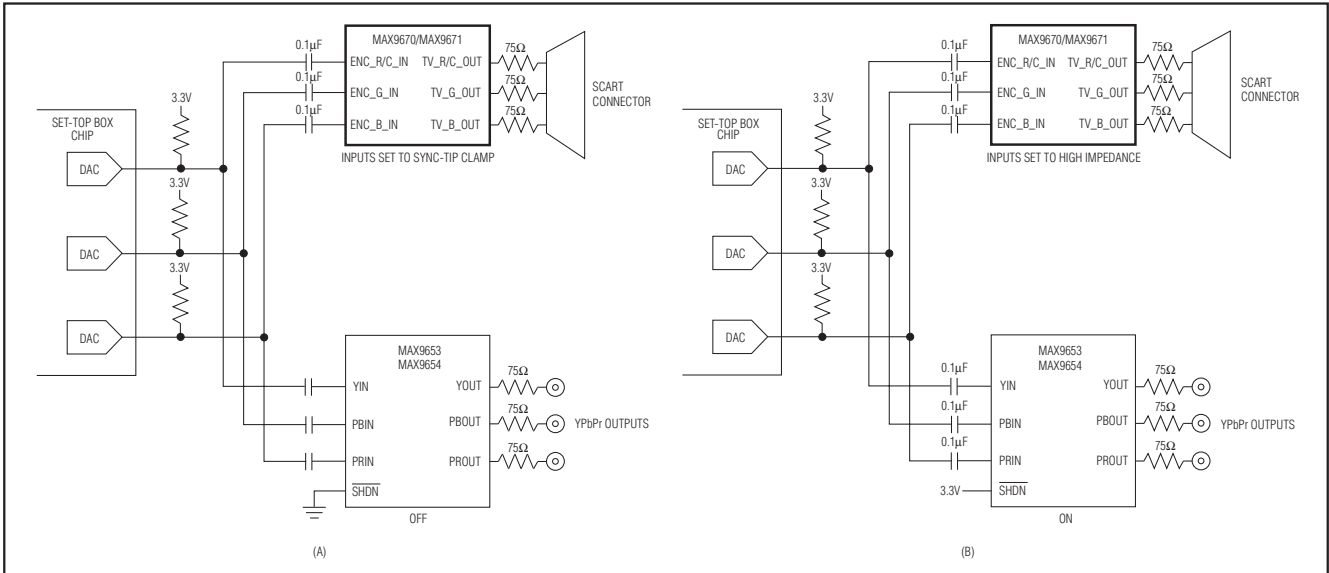 0.1µF
MAX9670/MAX9671
75Ω
ENC_R/C_IN TV_R/C_OUT
0.1µF
75Ω
ENC_G_IN TV_G_OUT
0.1µF
75Ω
ENC_B_IN TV_B_OUT
SCART
CONNECTOR
INPUTS SET TO SYNC-TIP CLAMP
SET-TOP BOX
CHIP
3.3V
DAC
3.3V
DAC
3.3V
DAC
MAX9653
MAX9654
YIN YOUT
75Ω
PBIN PBOUT
75Ω
YPbPr OUTPUTS
PRIN PROUT
75Ω
SHDN
OFF
(A)
0.1µF
MAX9670/MAX9671
75Ω
ENC_R/C_IN TV_R/C_OUT
0.1µF
75Ω
ENC_G_IN TV_G_OUT
0.1µF
75Ω
ENC_B_IN TV_B_OUT
SCART
CONNECTOR
INPUTS SET TO HIGH IMPEDANCE
SET-TOP BOX
CHIP
3.3V
DAC
3.3V
DAC
3.3V
DAC
MAX9653
MAX9654
0.1µF
YIN YOUT
75Ω
0.1µF
PBIN PBOUT
75Ω
YPbPr OUTPUTS
0.1µF
PRIN PROUT
75Ω
3.3V SHDN
ON
(B)